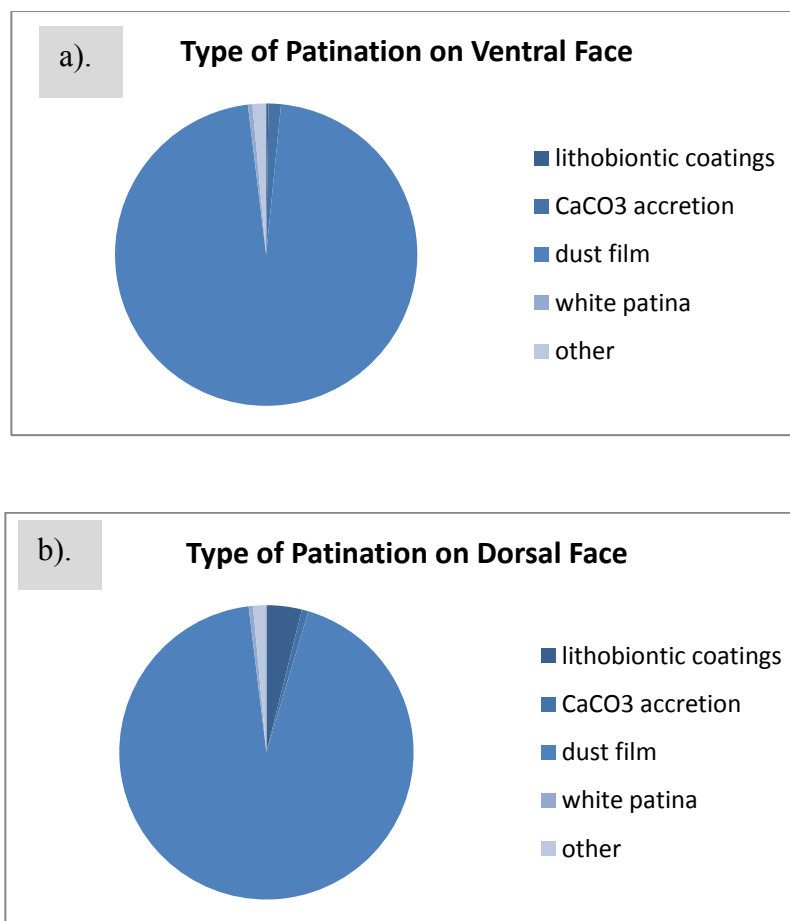 a).
Type of Patination on Ventral Face
lithobiontic coatings
CaCO3 accretion
dust film
white patina
other
b).
Type of Patination on Dorsal Face
lithobiontic coatings
CaCO3 accretion
dust film
white patina
other